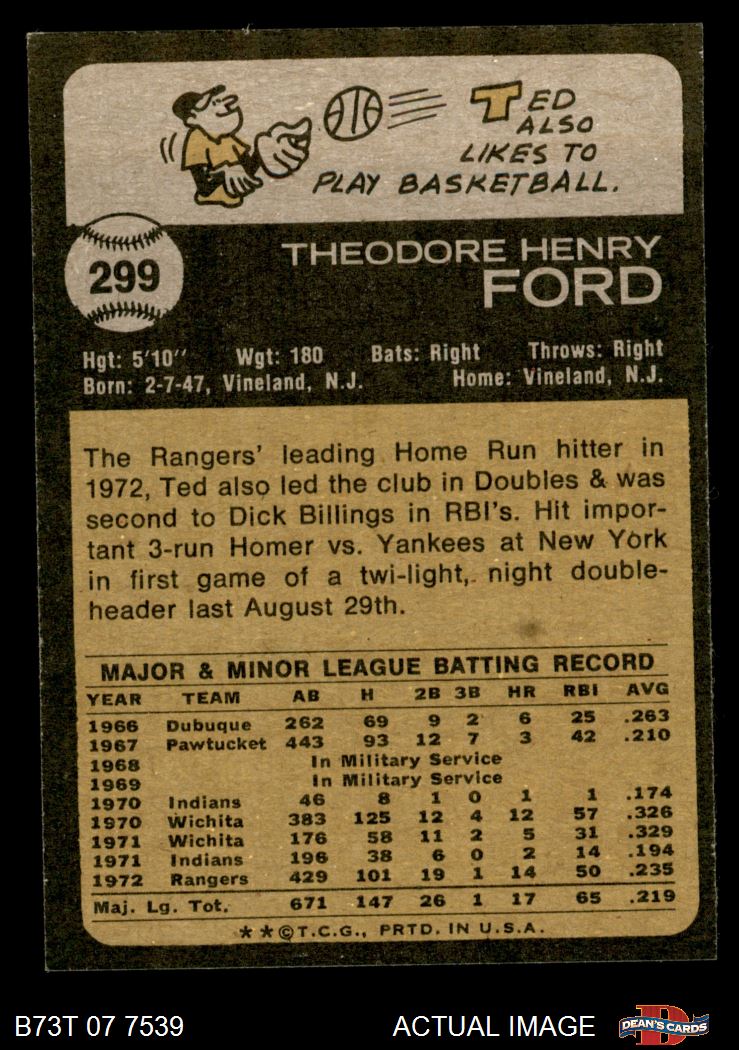 TED
ALSO
LIKES TO
PLAY BASKETBALL.
299
THEODORE HENRY
FORD
Hgt: 5'10" Wgt: 180 Bats: Right Throws: Right
Born: 2-7-47, Vineland, N.J. Home: Vineland, N.J.
The Rangers' leading Home Run hitter in
1972, Ted also led the club in Doubles & was
second to Dick Billings in RBI's. Hit impor-
tant 3-run Homer vs. Yankees at New York
in first game of a twi-light, night double-
header last August 29th.
MAJOR & MINOR LEAGUE BATTING RECORD
YEAR TEAM AB H 2B 3B HR RBI AVG
1966 Dubuque 262 69 9 2 6 25 .263
1967 Pawtucket 443 93 12 7 3 42 .210
1968 In Military Service
1969 In Military Service
1970 Indians 46 8 1 0 1 1 .174
1970 Wichita 383 125 12 4 12 57 .326
1971 Wichita 176 58 11 2 5 31 .329
1971 Indians 196 38 6 0 2 14 .194
1972 Rangers 429 101 19 1 14 50 .235
Maj. Lg. Tot. 671 147 26 1 17 65 .219
**©T.C.G., PRTD. IN U.S.A.
B73T 07 7539 ACTUAL IMAGE D DEAN'S CARDS